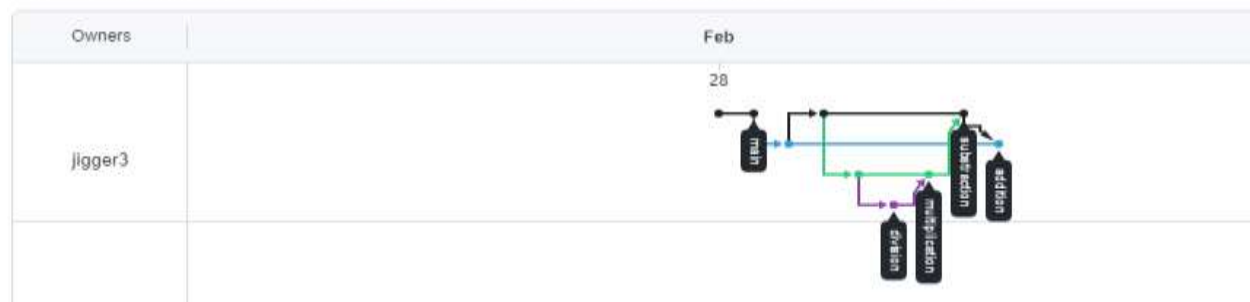 Owners
Feb
28
jigger3
main
subtraction
addition
multiplication
division